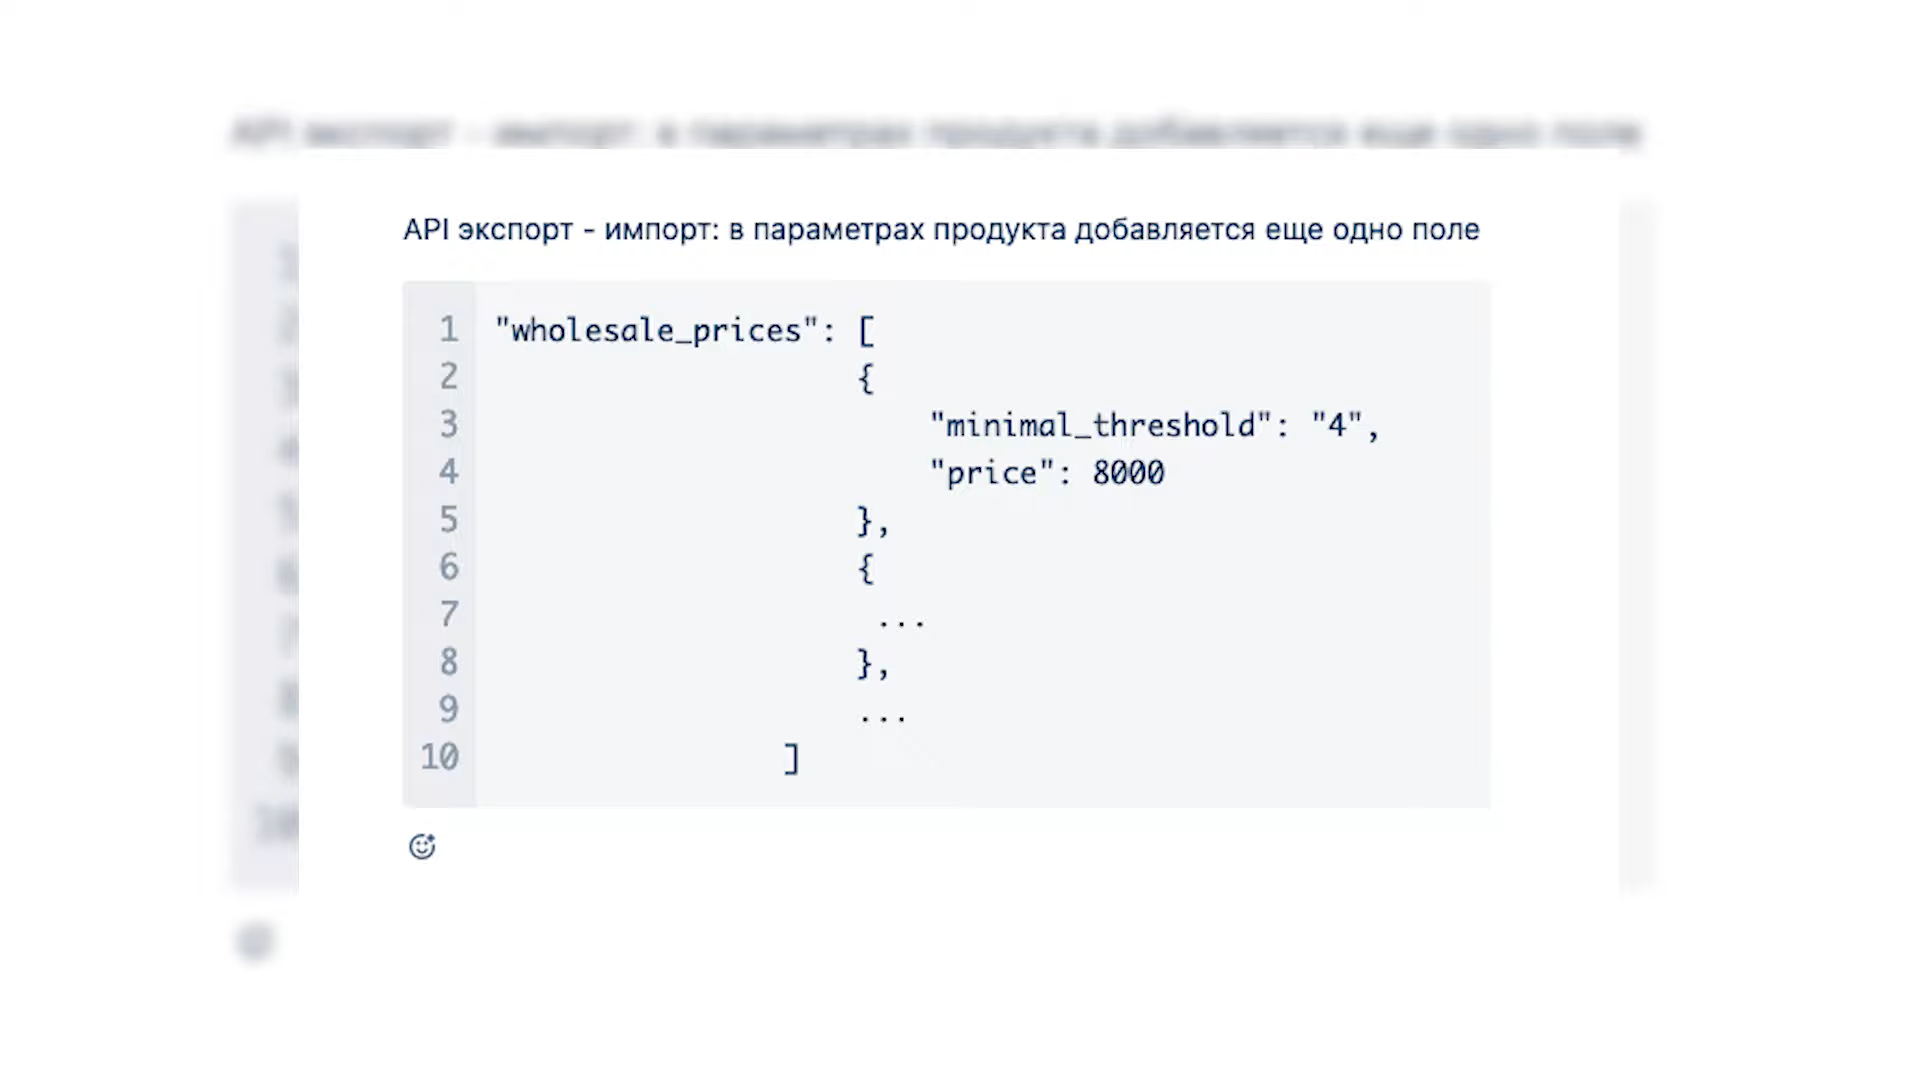 API экспорт - импорт: в параметрах продукта добавляется еще одно поле
1 "wholesale_prices": [
2 {
3 "minimal_threshold": "4",
4 "price": 8000
5 },
6 {
7 ...
8 },
9 ...
10 ]